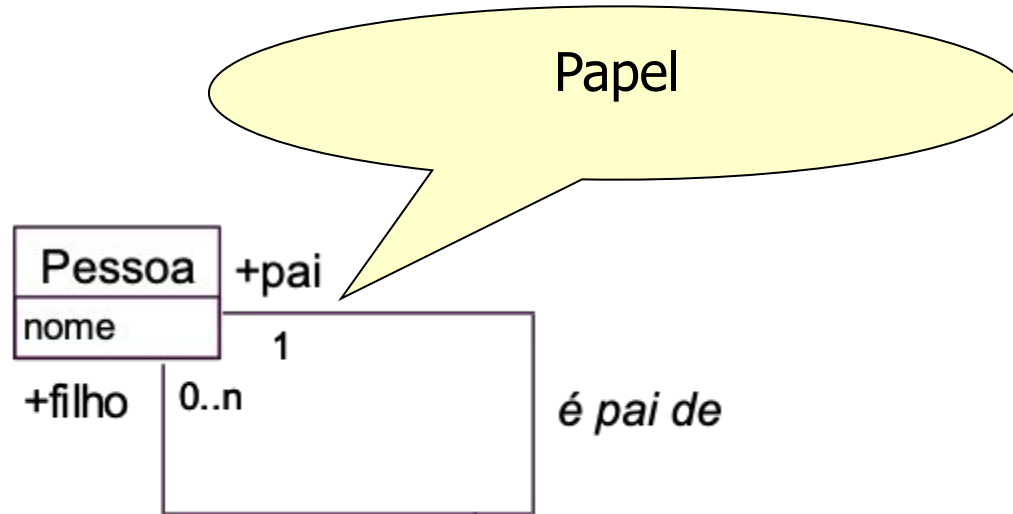 Papel
Pessoa
+pai
nome
1
+filho
0..n
é pai de